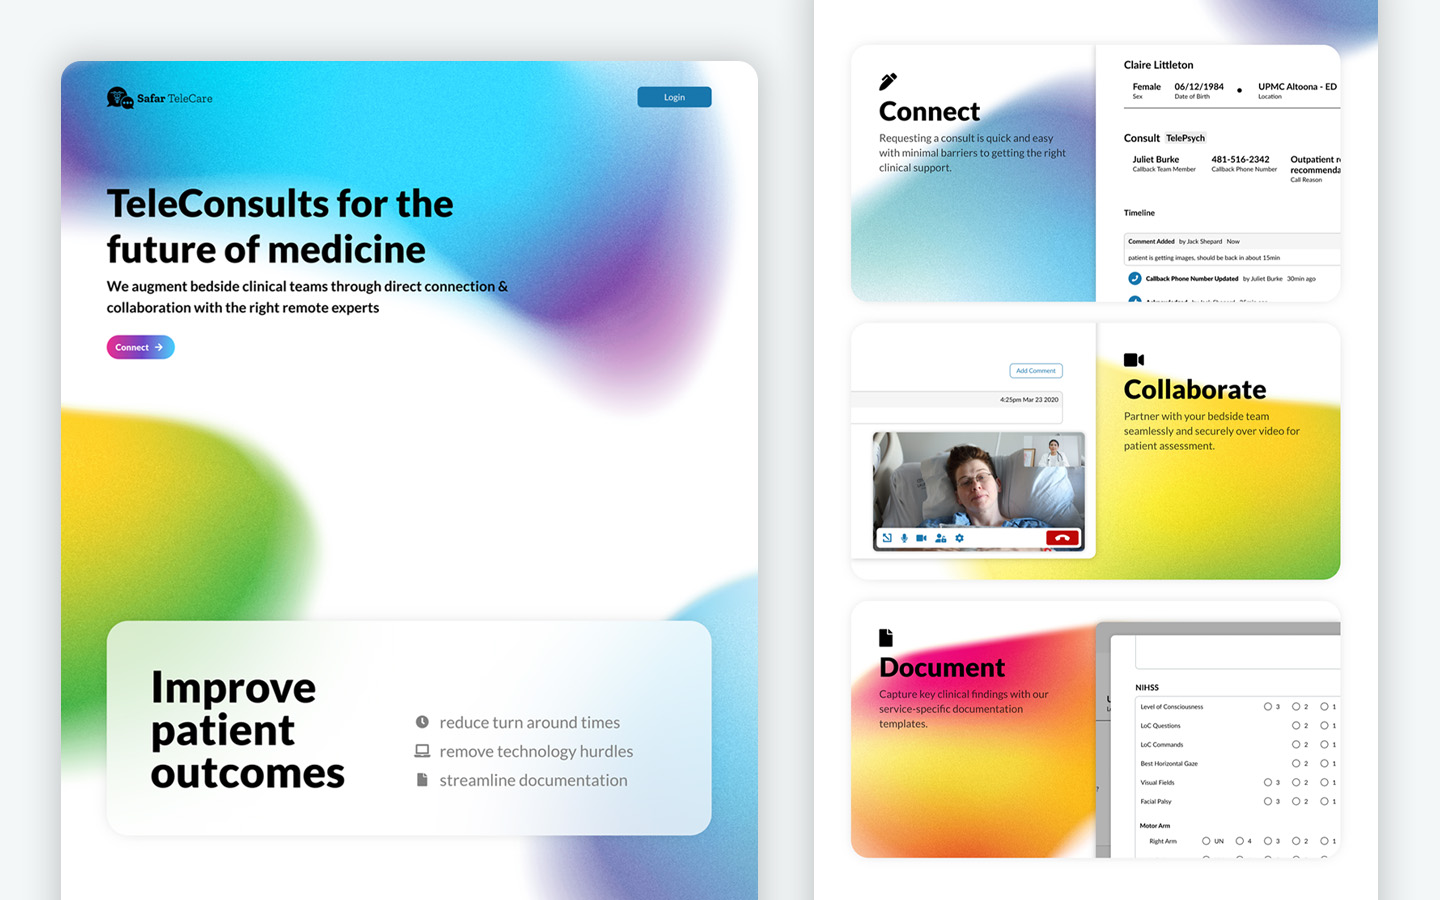 Safar TeleCare
Login
TeleConsults for the
future of medicine
We augment bedside clinical teams through direct connection &
collaboration with the right remote experts
Connect
Improve
patient
outcomes
reduce turn around times
remove technology hurdles
streamline documentation
Connect
Requesting a consult is quick and easy
with minimal barriers to getting the right
clinical support.
Claire Littleton
Female 06/12/1984 • UPMC Altoona - ED
Sex Date of Birth Location
Consult TelePsych
Juliet Burke 481-516-2342 Outpatient
Callback Team Member Callback Phone Number
Call Reason
Timeline
Comment Added by Jack Shepard Now
patient is getting images, should be back in about 15min
Callback Phone Number Updated by Juliet Burke 30min ago
Add Comment
4:25pm Mar 23 2020
Collaborate
Partner with your bedside team
seamlessly and securely over video for
patient assessment.
Document
Capture key clinical findings with our
service-specific documentation
templates.
NIHSS
Level of Consciousness 3 2 1
LoC Questions 2 1
LoC Commands 2 1
Best Horizontal Gaze 2 1
Visual Fields 3 2 1
Facial Palsy 3 2 1
Motor Arm
Right Arm UN 4 3 2 1